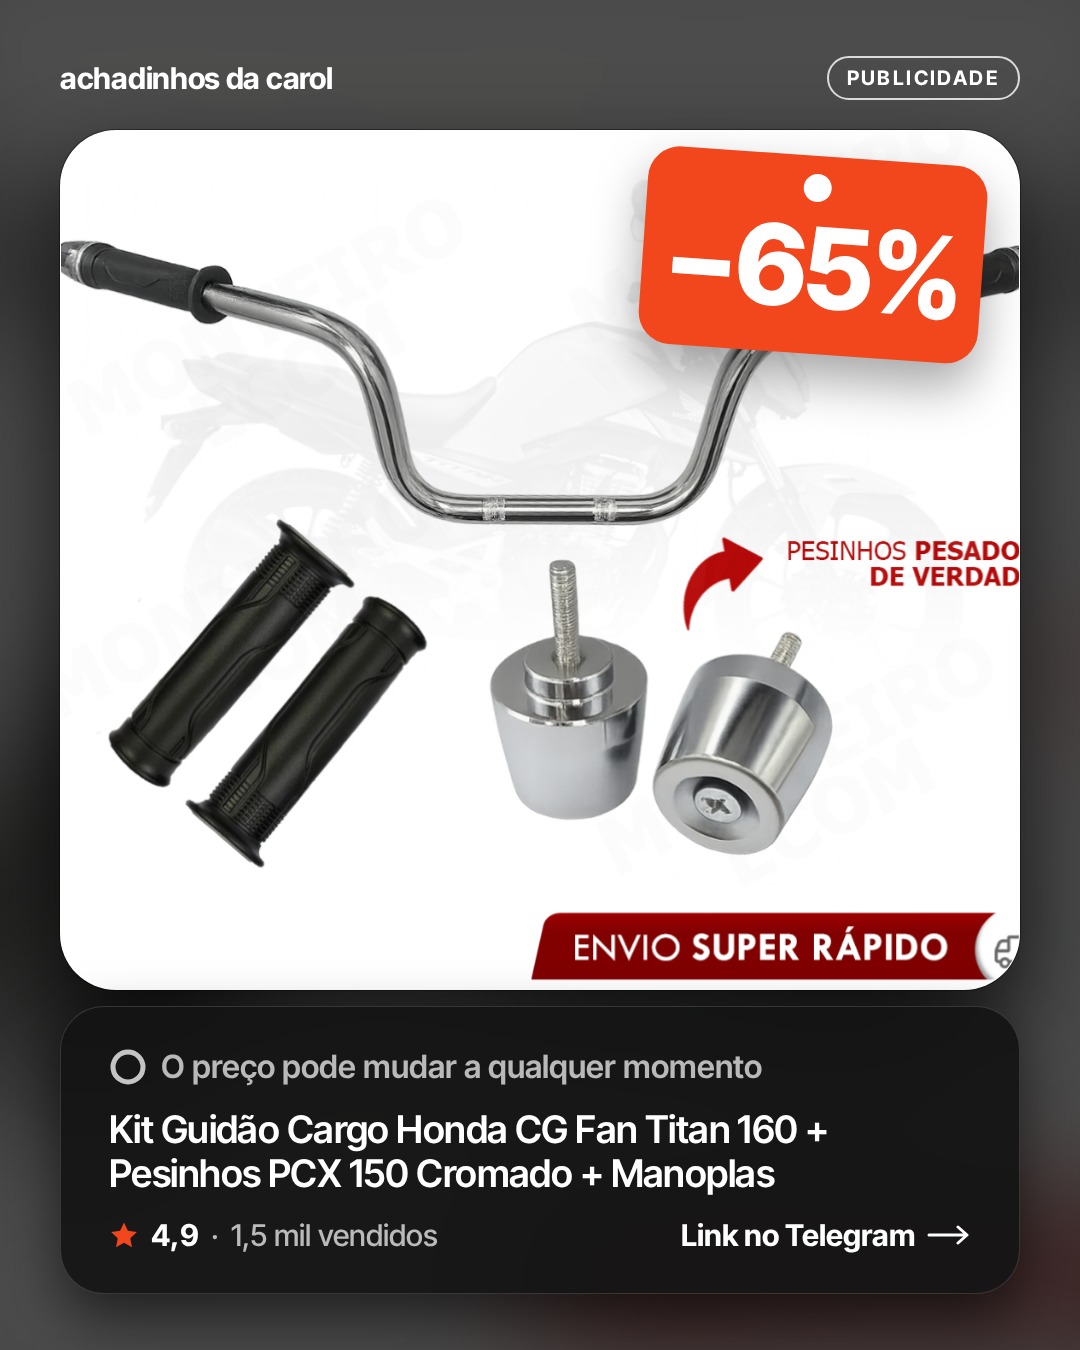 achadinhos da carol
PUBLICIDADE
–65%
PESINHOS PESADO
DE VERDAD
ENVIO SUPER RÁPIDO
O preço pode mudar a qualquer momento
Kit Guidão Cargo Honda CG Fan Titan 160 +
Pesinhos PCX 150 Cromado + Manoplas
4,9 · 1,5 mil vendidos
Link no Telegram →